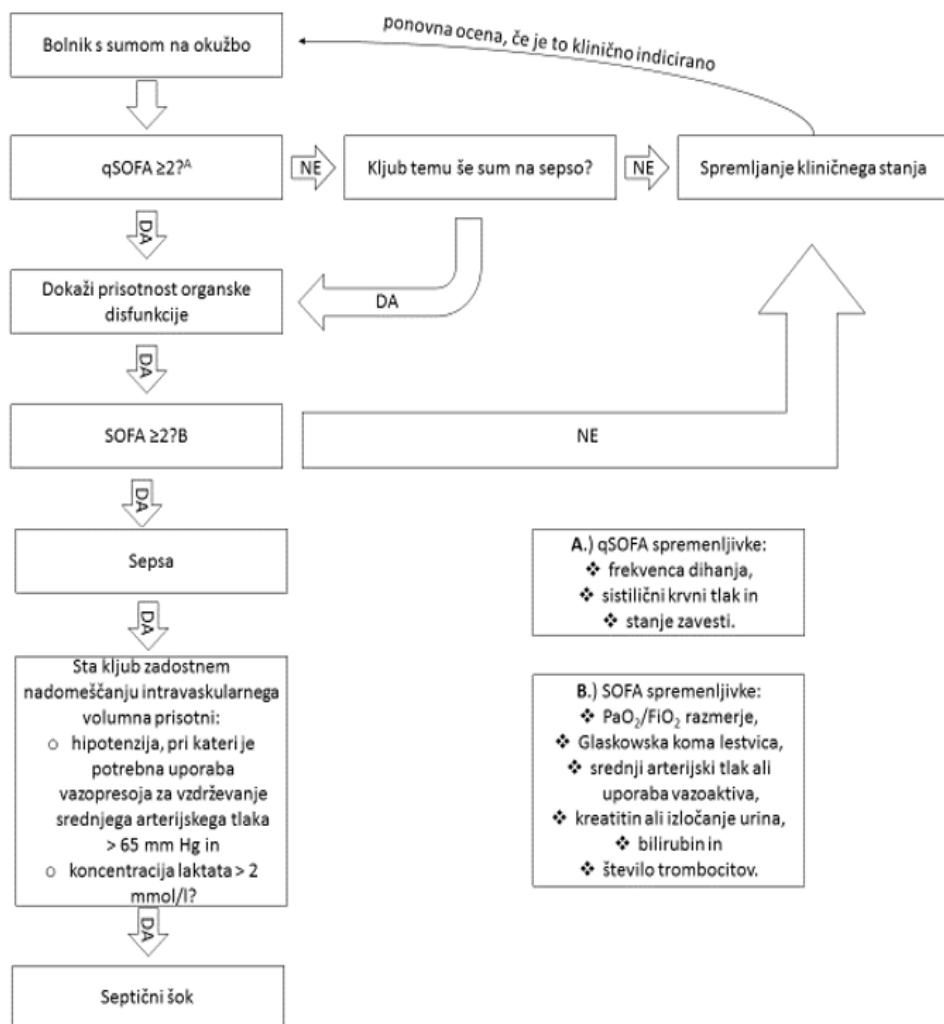 Bolnik s sumom na okužbo
ponovna ocena, če je to klinično indicirano
qSOFA ≥2?ᴬ
NE
Kljub temu še sum na sepso?
NE
Spremljanje kliničnega stanja
DA
DA
Dokaži prisotnost organske
disfunkcije
DA
SOFA ≥2?B
NE
DA
Sepsa
DA
Sta kljub zadostnem
nadomeščanju intravaskularnega
volumna prisotni:
o hipotenzija, pri kateri je
potrebna uporaba
vazopresoja za vzdrževanje
srednjega arterijskega tlaka
> 65 mm Hg in
o koncentracija laktata > 2
mmol/l?
DA
Septični šok
A.) qSOFA spremenljivke:
❖ frekvenca dihanja,
❖ sistilični krvni tlak in
❖ stanje zavesti.
B.) SOFA spremenljivke:
❖ PaO₂/FiO₂ razmerje,
❖ Glaskowska koma lestvica,
❖ srednji arterijski tlak ali
uporaba vazoaktiva,
❖ kreatitin ali izločanje urina,
❖ bilirubin in
❖ število trombocitov.